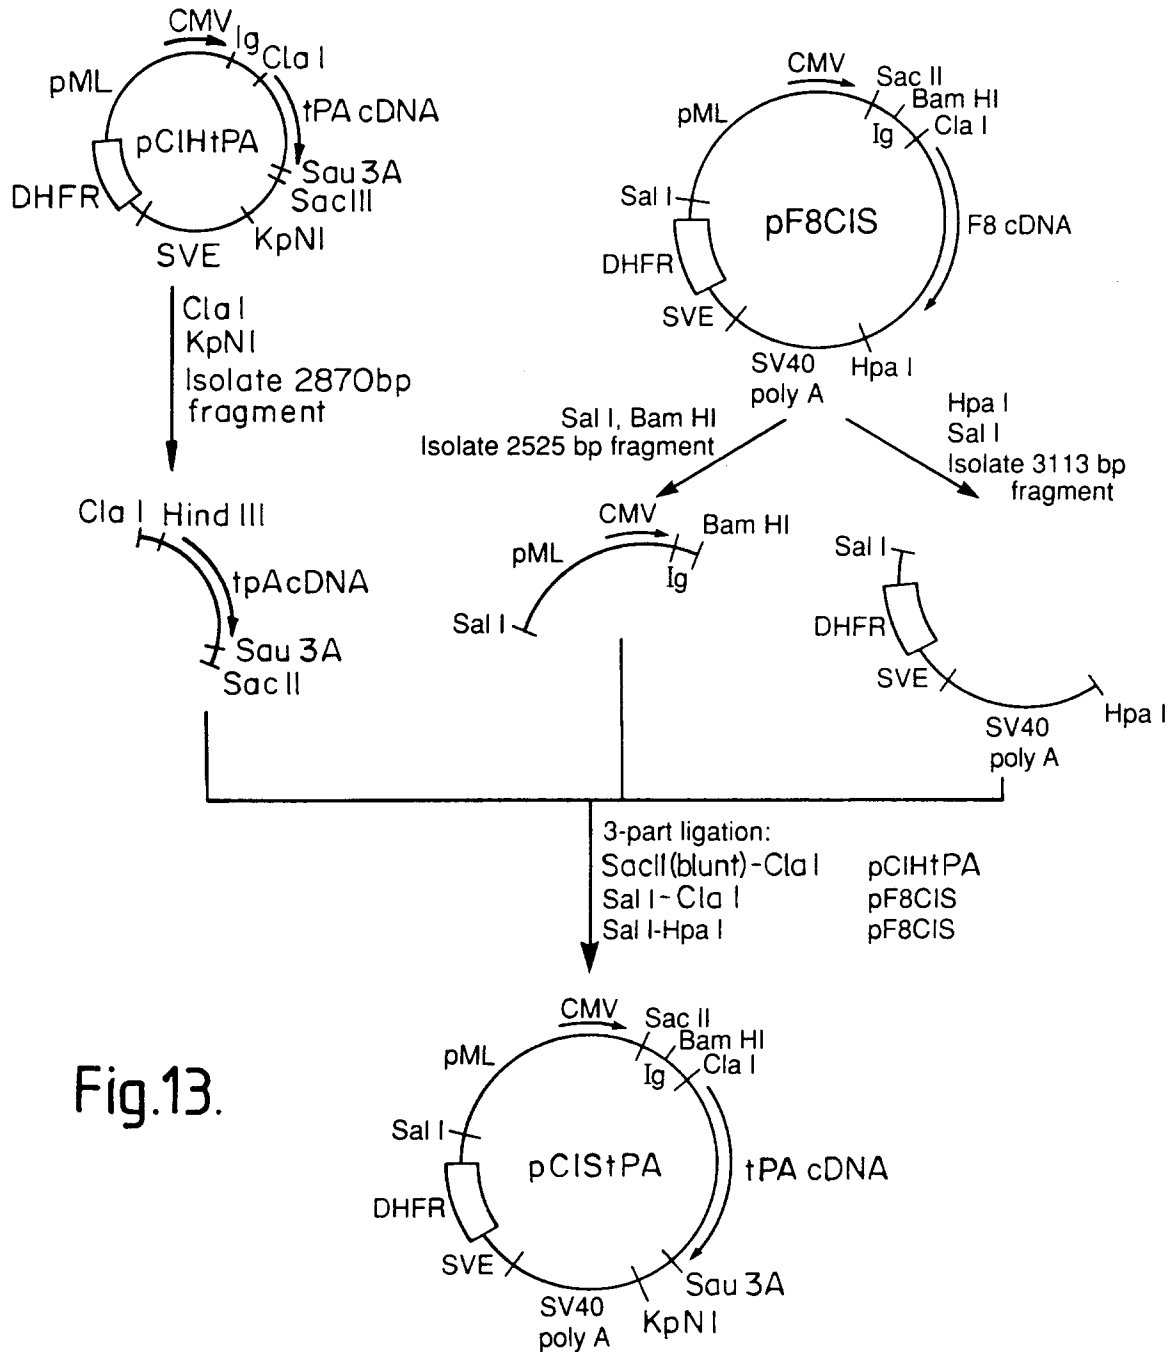 CMV
Ig
Cla I
pML
tPA cDNA
pCIHtPA
Sau 3A
SacIII
DHFR
KpNI
SVE
Cla I
KpNI
Isolate 2870bp
fragment
CMV
Sac II
Bam HI
Cla I
Ig
pML
Sal I
pF8CIS
F8 cDNA
DHFR
SVE
SV40
poly A
Hpa I
Sal I, Bam HI
Isolate 2525 bp fragment
Hpa I
Sal I
Isolate 3113 bp
fragment
Cla I
Hind III
tpAcDNA
Sau 3A
Sac II
CMV
Bam HI
pML
Ig
Sal I
Sal I
DHFR
SVE
SV40
poly A
Hpa I
3-part ligation:
SacII(blunt)-Cla I pCIHtPA
Sal I-Cla I pF8CIS
Sal I-Hpa I pF8CIS
CMV
Sac II
Bam HI
Cla I
Ig
pML
Sal I
pCIStPA
tPA cDNA
DHFR
SVE
Sau 3A
SV40
poly A
KpN I
Fig.13.